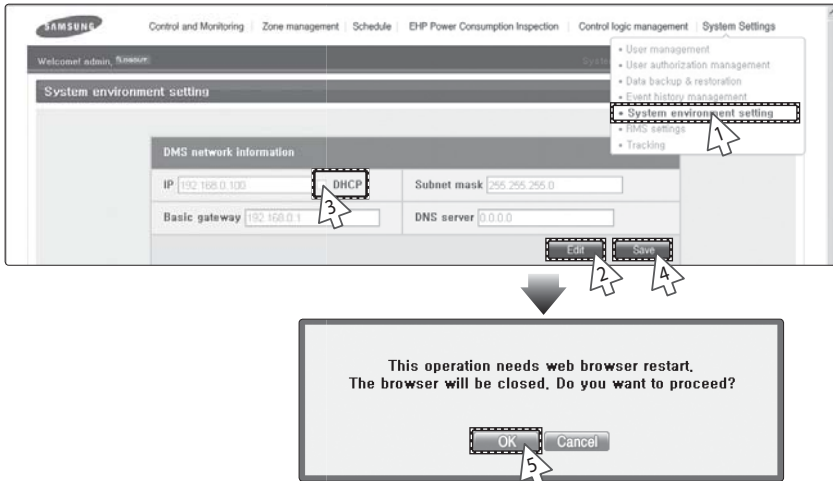 SAMSUNG
Control and Monitoring Zone management Schedule EHP Power Consumption Inspection Control logic management System Settings
Welcome! admin,
• User management
• User authorization management
System environment setting
• Data backup & restoration
• Event history management
• System environment setting
1
• RMS settings
• Tracking
DMS network information
IP 192.168.0.100 DHCP Subnet mask 255.255.255.0
3
Basic gateway 192.168.0.1 DNS server 0.0.0.0
Edit Save
2 4
This operation needs web browser restart.
The browser will be closed. Do you want to proceed?
OK Cancel
5